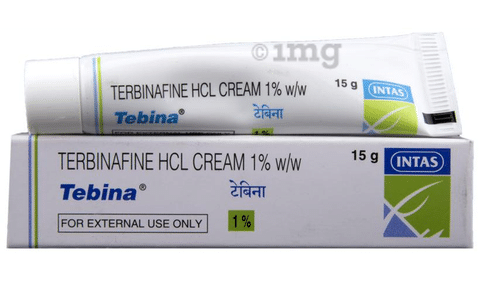 ©1mg
TERBINAFINE HCL CREAM 1% w/w 15 g
Tebina® टेबिना INTAS
1%
TERBINAFINE HCL CREAM 1% w/w 15 g INTAS
Tebina® टेबिना
FOR EXTERNAL USE ONLY 1%